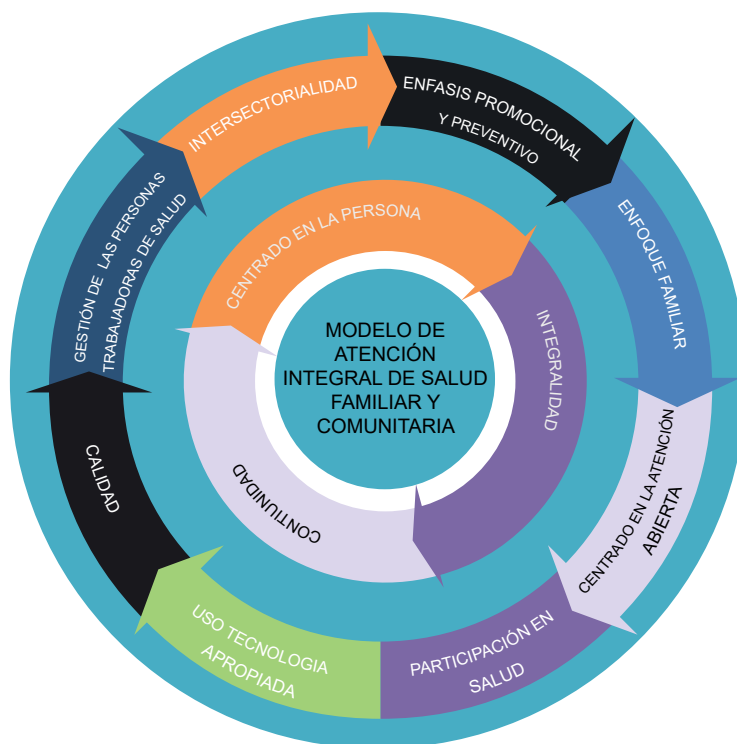 MODELO DE
ATENCIÓN
INTEGRAL DE SALUD
FAMILIAR Y
COMUNITARIA
CENTRADO EN LA PERSONA
INTEGRALIDAD
CONTIUNIDAD
INTERSECTORIALIDAD
ENFASIS PROMOCIONAL
Y PREVENTIVO
ENFOQUE FAMILIAR
CENTRADO EN LA ATENCIÓN
ABIERTA
PARTICIPACIÓN EN
SALUD
USO TECNOLOGIA
APROPIADA
CALIDAD
GESTIÓN DE LAS PERSONAS
TRABAJADORAS DE SALUD